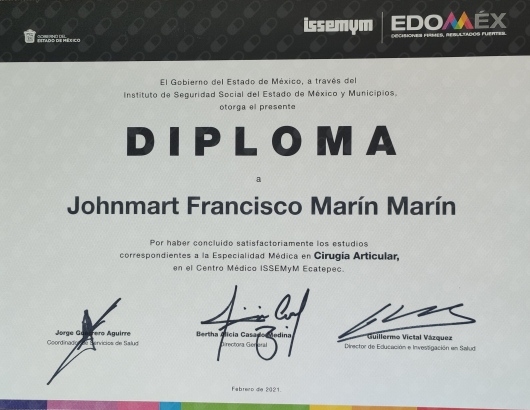 GOBIERNO DEL
ESTADO DE MÉXICO
issemym
EDOMÉX
DECISIONES FIRMES, RESULTADOS FUERTES.
El Gobierno del Estado de México, a través del
Instituto de Seguridad Social del Estado de México y Municipios,
otorga el presente
DIPLOMA
a
Johnmart Francisco Marín Marín
Por haber concluido satisfactoriamente los estudios
correspondientes a la Especialidad Médica en Cirugía Articular,
en el Centro Médico ISSEMyM Ecatepec.
Jorge Guerrero Aguirre
Coordinador de Servicios de Salud
Bertha Alicia Casado Medina
Directora General
Guillermo Victal Vázquez
Director de Educación e Investigación en Salud
Febrero de 2021.